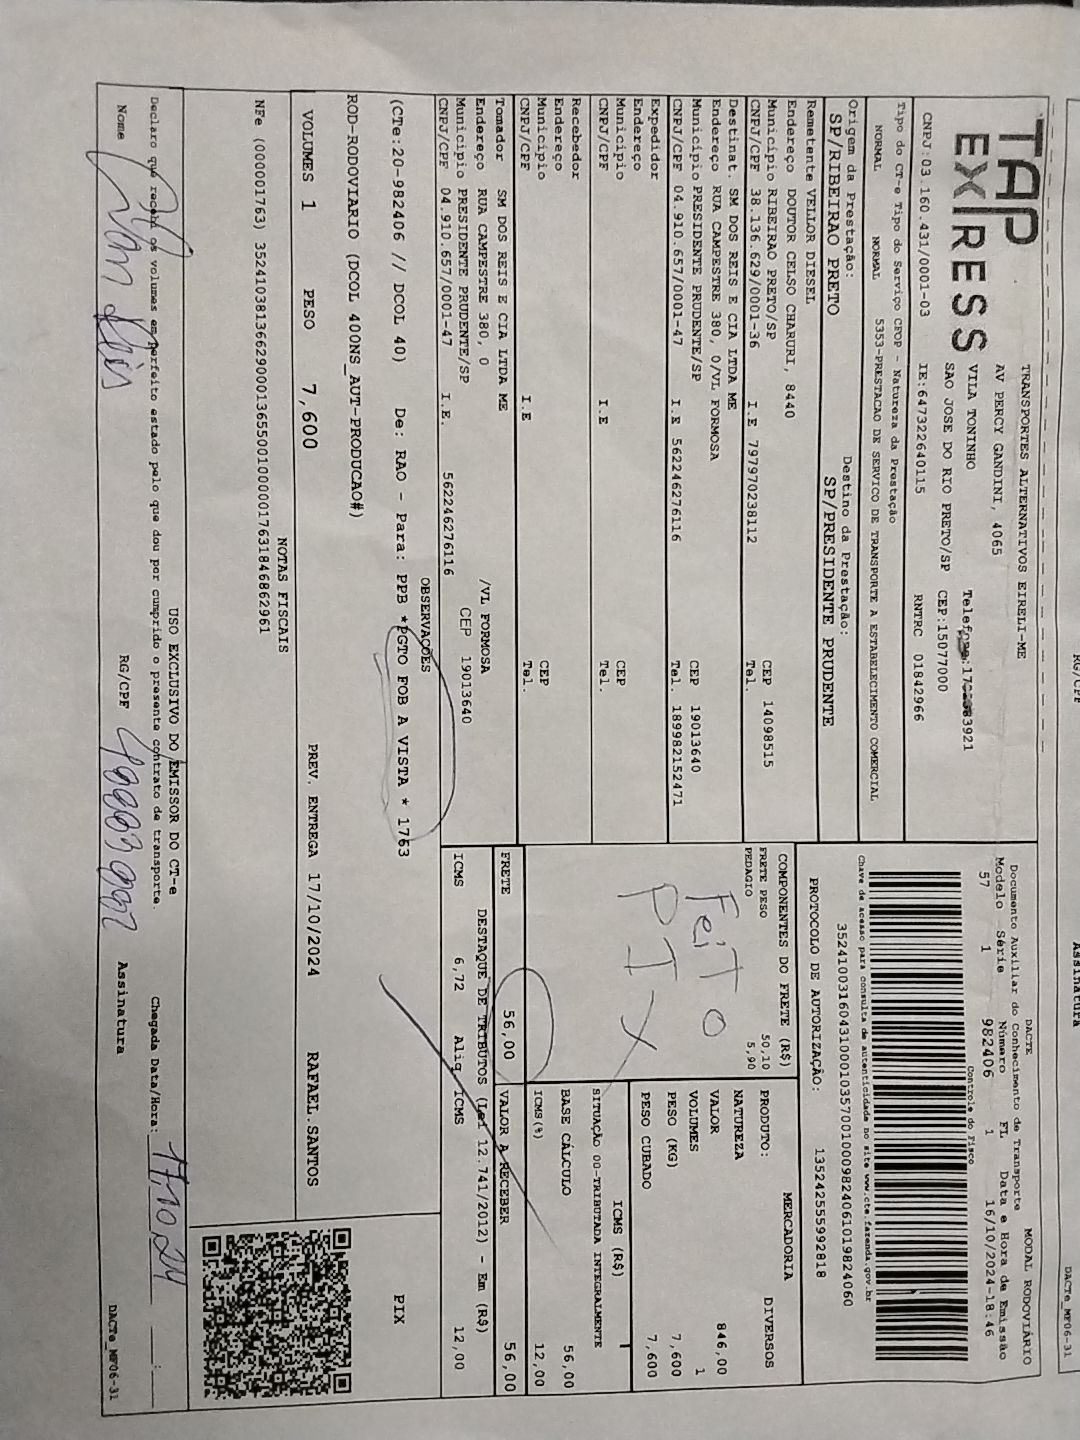 TAP
EXPRESS
TRANSPORTES ALTERNATIVOS EIRELI-ME
AV PERCY GANDINI, 4065
VILA TONINHO
SAO JOSE DO RIO PRETO/SP CEP:15077000
CNPJ:03.160.431/0001-03 IE:647322640115 RNTRC 01842966
Tipo do CT-e Tipo do Serviço CFOP - Natureza da Prestação
NORMAL NORMAL 5353-PRESTACAO DE SERVICO DE TRANSPORTE A ESTABELECIMENTO COMERCIAL
Origem da Prestação: Destino da Prestação:
SP/RIBEIRAO PRETO SP/PRESIDENTE PRUDENTE
Remetente VELLOR DIESEL
Endereço DOUTOR CELSO CHARURI, 8440
Municipio RIBEIRAO PRETO/SP CEP 14098515
CNPJ/CPF 38.136.629/0001-36 I.E 797970238112 Tel.
Destinat. SM DOS REIS E CIA LTDA ME
Endereço RUA CAMPESTRE 380, 0/VL FORMOSA
Municipio PRESIDENTE PRUDENTE/SP CEP 19013640
CNPJ/CPF 04.910.657/0001-47 I.E 562246276116 Tel. 189982152471
Expedidor
Endereço
Municipio CEP
CNPJ/CPF I.E Tel.
Recebedor
Endereço
Municipio CEP
CNPJ/CPF I.E Tel.
Tomador SM DOS REIS E CIA LTDA ME
Endereço RUA CAMPESTRE 380, 0 /VL FORMOSA
Municipio PRESIDENTE PRUDENTE/SP CEP 19013640
CNPJ/CPF 04.910.657/0001-47 I.E. 562246276116
OBSERVAÇÕES
(CTe:20-982406 // DCOL 40) De: RAO - Para: PPB *PGTO FOB A VISTA * 1763
ROD-RODOVIARIO (DCOL 400NS_AUT-PRODUCAO#)
DACTE MODAL RODOVIÁRIO
Documento Auxiliar do Conhecimento de Transporte
Modelo Série Número FL Data e Hora de Emissão
57 1 982406 1 16/10/2024-18:46
Controle do Fisco
Chave de acesso para consulta de autenticidade no site www.cte.fazenda.gov.br
35241003160431000103570010009824061019824060
PROTOCOLO DE AUTORIZAÇÃO: 135242555992818
COMPONENTES DO FRETE (R$)
FRETE PESO 50,10
PEDAGIO 5,90
FeiTo
PIX
FRETE 56,00
MERCADORIA
PRODUTO: DIVERSOS
NATUREZA
VALOR 846,00
VOLUMES 1
PESO (KG) 7,600
PESO CUBADO 7,600
ICMS (R$)
SITUAÇÃO 00-TRIBUTADA INTEGRALMENTE
BASE CÁLCULO 56,00
ICMS(%) 12,00
VALOR A RECEBER 56,00
DESTAQUE DE TRIBUTOS (Lei 12.741/2012) - Em (R$)
ICMS 6,72 Aliq ICMS 12,00
VOLUMES 1 PESO 7,600 PREV. ENTREGA 17/10/2024 RAFAEL.SANTOS
PIX
NOTAS FISCAIS
NFe (000001763) 35241038136629000136550010000017631846862961
USO EXCLUSIVO DO EMISSOR DO CT-e
Declaro que recebi os volumes em perfeito estado pelo que dou por cumprido o presente contrato de transporte. Chegada Data/Hora: 17.10.24 __:__
Nome RG/CPF Assinatura
DACTe_MF06-31
RG/CPF Assinatura DACTe_MF06-31